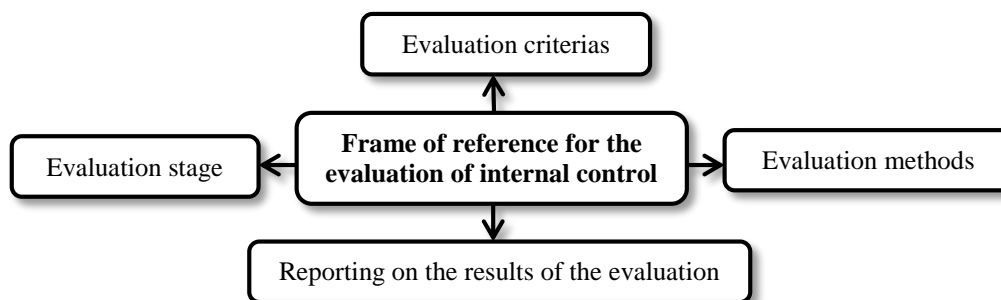 Evaluation criterias
Frame of reference for the
evaluation of internal control
Evaluation stage
Evaluation methods
Reporting on the results of the evaluation